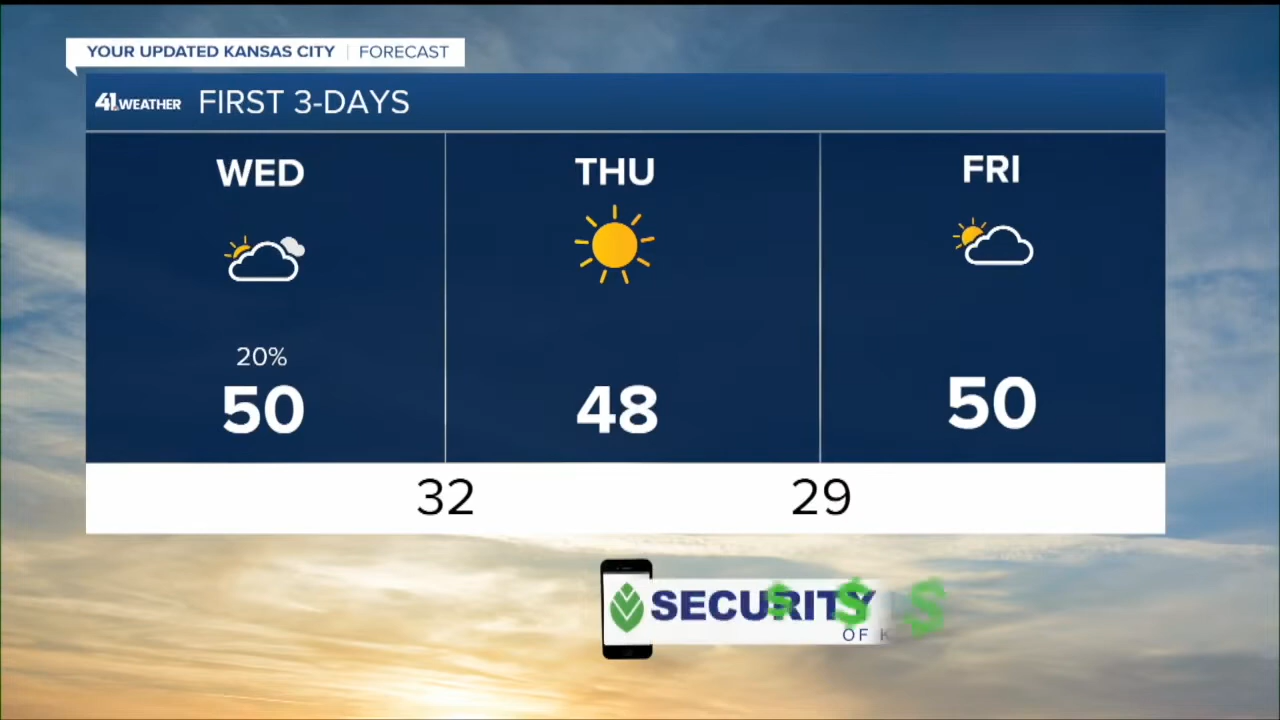 YOUR UPDATED KANSAS CITY | FORECAST
41 WEATHER FIRST 3-DAYS
WED THU FRI
20%
50 48 50
32 29
SECURITY
OF K